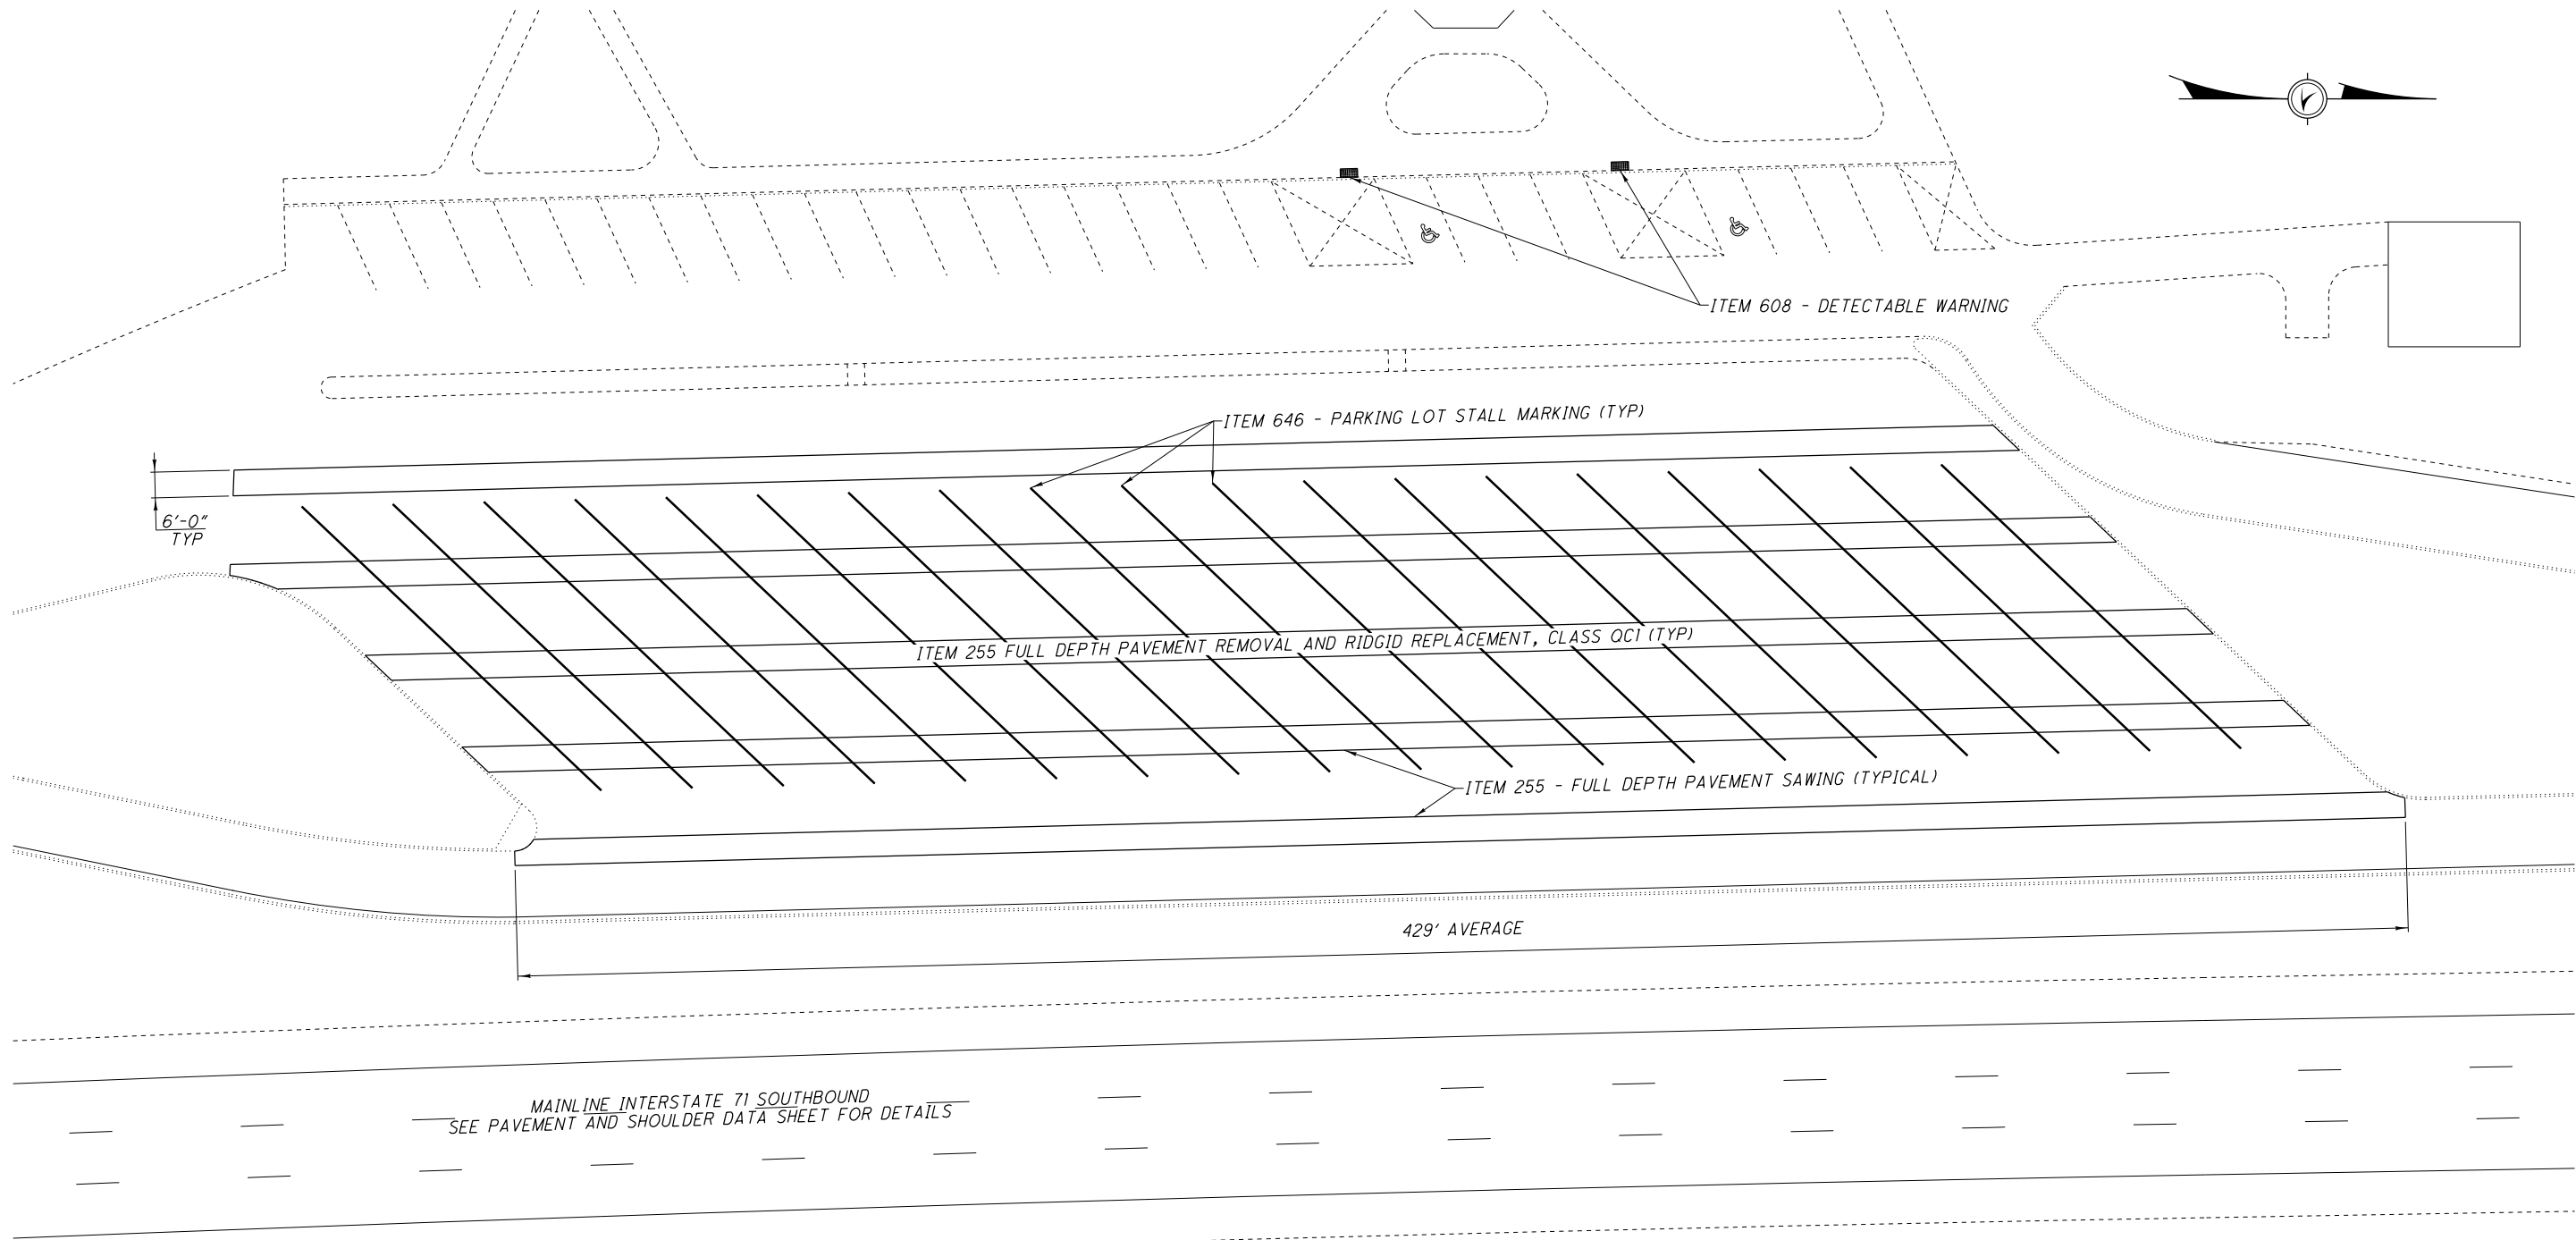 ITEM 608 - DETECTABLE WARNING
ITEM 646 - PARKING LOT STALL MARKING (TYP)
6'-0"
TYP
ITEM 255 FULL DEPTH PAVEMENT REMOVAL AND RIDGID REPLACEMENT, CLASS QC1 (TYP)
ITEM 255 - FULL DEPTH PAVEMENT SAWING (TYPICAL)
429' AVERAGE
MAINLINE INTERSTATE 71 SOUTHBOUND
SEE PAVEMENT AND SHOULDER DATA SHEET FOR DETAILS